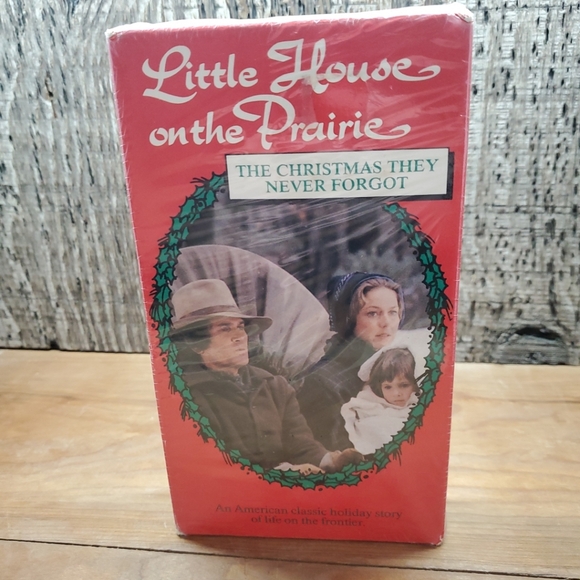 Little House
on the Prairie
THE CHRISTMAS THEY
NEVER FORGOT
An American classic holiday story
of life on the frontier.